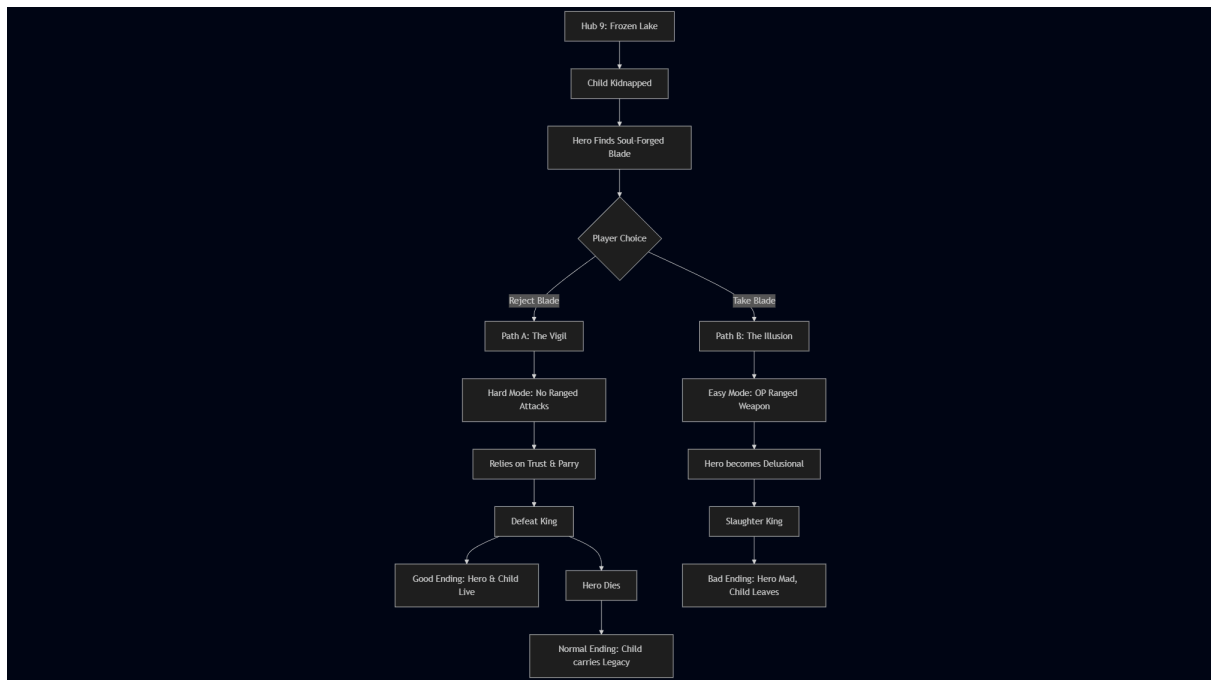 Hub 9: Frozen Lake
Child Kidnapped
Hero Finds Soul-Forged
Blade
Player Choice
Reject Blade
Take Blade
Path A: The Vigil
Path B: The Illusion
Hard Mode: No Ranged
Attacks
Easy Mode: OP Ranged
Weapon
Relies on Trust & Parry
Hero becomes Delusional
Defeat King
Slaughter King
Good Ending: Hero & Child
Live
Hero Dies
Bad Ending: Hero Mad,
Child Leaves
Normal Ending: Child
carries Legacy